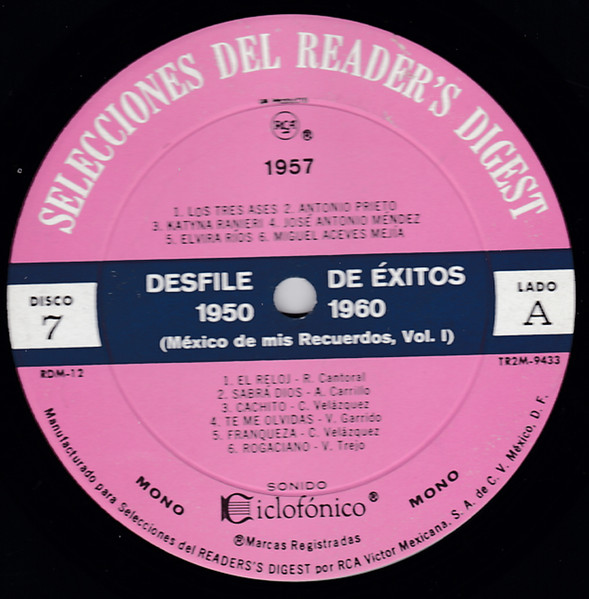 SELECCIONES DEL READER'S DIGEST
UN PRODUCTO
RCA ®
1957
1. LOS TRES ASES 2. ANTONIO PRIETO
3. KATYNA RANIERI 4. JOSÉ ANTONIO MÉNDEZ
5. ELVIRA RÍOS 6. MIGUEL ACEVES MEJÍA
DESFILE DE ÉXITOS
1950 1960
(México de mis Recuerdos, Vol. I)
DISCO
7
LADO
A
RDM-12
TR2M-9433
1. EL RELOJ - R. Cantoral
2. SABRÁ DIOS - A. Carrillo
3. CACHITO - C. Velázquez
4. TE ME OLVIDAS - V. Garrido
5. FRANQUEZA - C. Velázquez
6. ROGACIANO - V. Trejo
MONO
SONIDO
Ciclofónico®
MONO
®Marcas Registradas
Manufacturado para Selecciones del READERS'S DIGEST por RCA Victor Mexicana, S. A. de C. V. México, D. F.